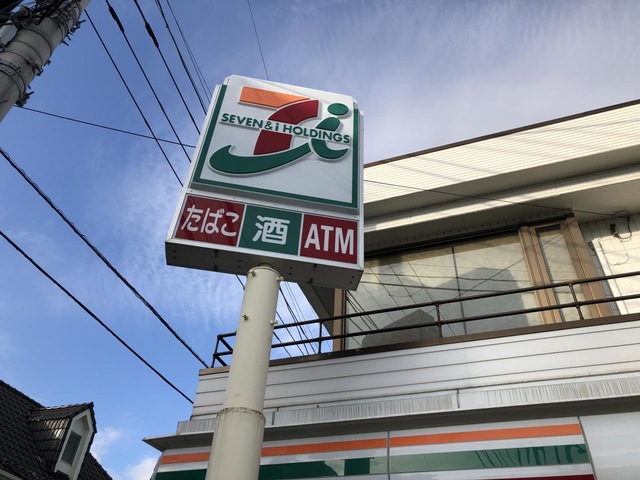 SEVEN & i HOLDINGS
たばこ 酒 ATM